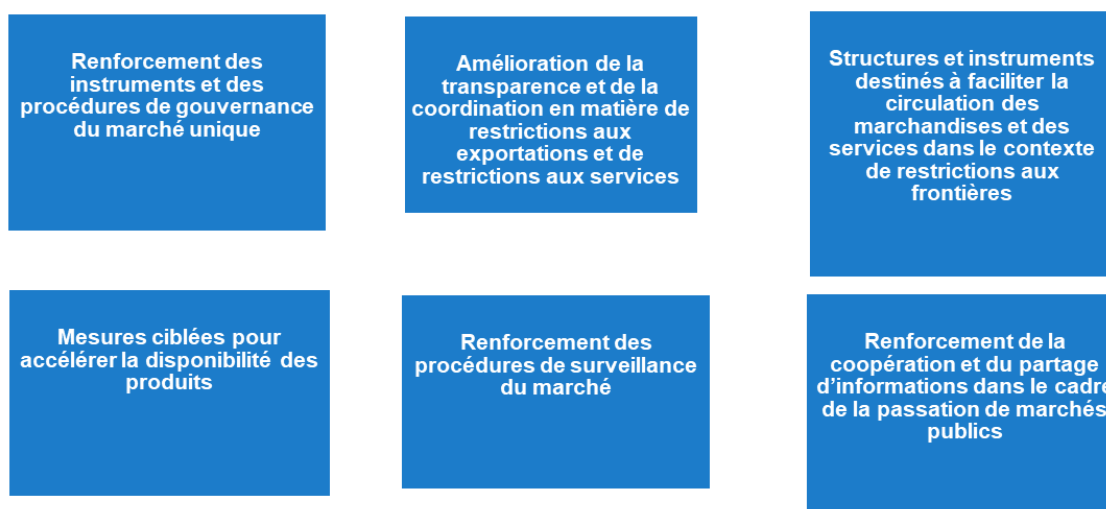 Renforcement des
instruments et des
procédures de gouvernance
du marché unique
Amélioration de la
transparence et de la
coordination en matière de
restrictions aux
exportations et de
restrictions aux services
Structures et instruments
destinés à faciliter la
circulation des
marchandises et des
services dans le contexte
de restrictions aux
frontières
Mesures ciblées pour
accélérer la disponibilité des
produits
Renforcement des
procédures de surveillance
du marché
Renforcement de la
coopération et du partage
d’informations dans le cadre
de la passation de marchés
publics